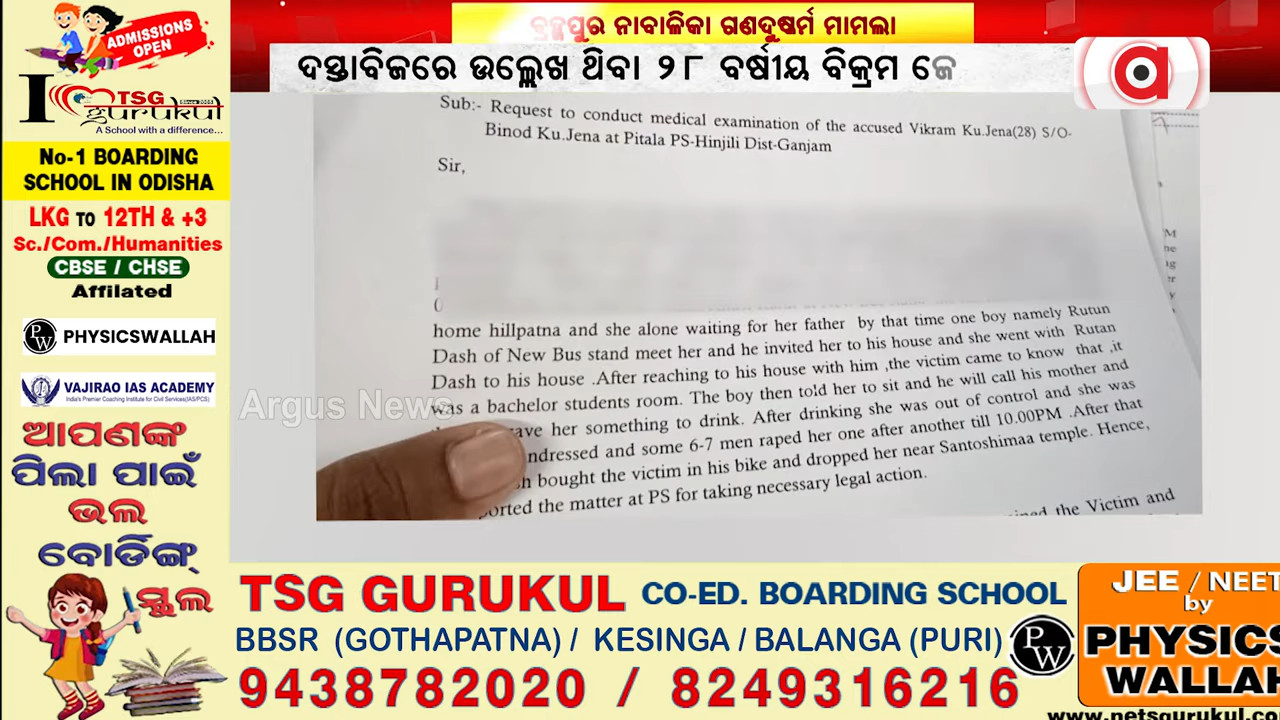 ବ୍ରହ୍ମପୁର ନାବାଳିକା ଗଣଦୁଷ୍କର୍ମ ମାମଲା
ଦସ୍ତାବିଜରେ ଉଲ୍ଲେଖ ଥିବା ୨୮ ବର୍ଷୀୟ ବିକ୍ରମ ଜେ
ADMISSIONS
OPEN
I
TSG
Since 2005
gurukul
A School with a difference...
No-1 BOARDING
SCHOOL IN ODISHA
LKG TO 12TH & +3
Sc./Com./Humanities
CBSE / CHSE
Affilated
PW PHYSICSWALLAH
VAJIRAO IAS ACADEMY
India's Premier Coaching Institute for Civil Services(IAS/PCS)
ଆପଣଙ୍କ
ପିଲା ପାଇଁ
ଭଲ
ବୋର୍ଡିଙ୍ଗ୍
ସ୍କୁଲ
Sub:- Request to conduct medical examination of the accused Vikram Ku.Jena(28) S/O-
Binod Ku.Jena at Pitala PS-Hinjili Dist-Ganjam
Sir,
home hillpatna and she alone waiting for her father by that time one boy namely Rutun
Dash of New Bus stand meet her and he invited her to his house and she went with Rutan
Dash to his house .After reaching to his house with him ,the victim came to know that ,it
was a bachelor students room. The boy then told her to sit and he will call his mother and
gave her something to drink. After drinking she was out of control and she was
ndressed and some 6-7 men raped her one after another till 10.00PM .After that
h bought the victim in his bike and dropped her near Santoshimaa temple. Hence,
ported the matter at PS for taking necessary legal action.
the Victim and
Argus News
TSG GURUKUL CO-ED. BOARDING SCHOOL
BBSR (GOTHAPATNA) / KESINGA / BALANGA (PURI)
9438782020 / 8249316216
JEE / NEET
by
PW PHYSICS
WALLAH
www.netsgurukul.co